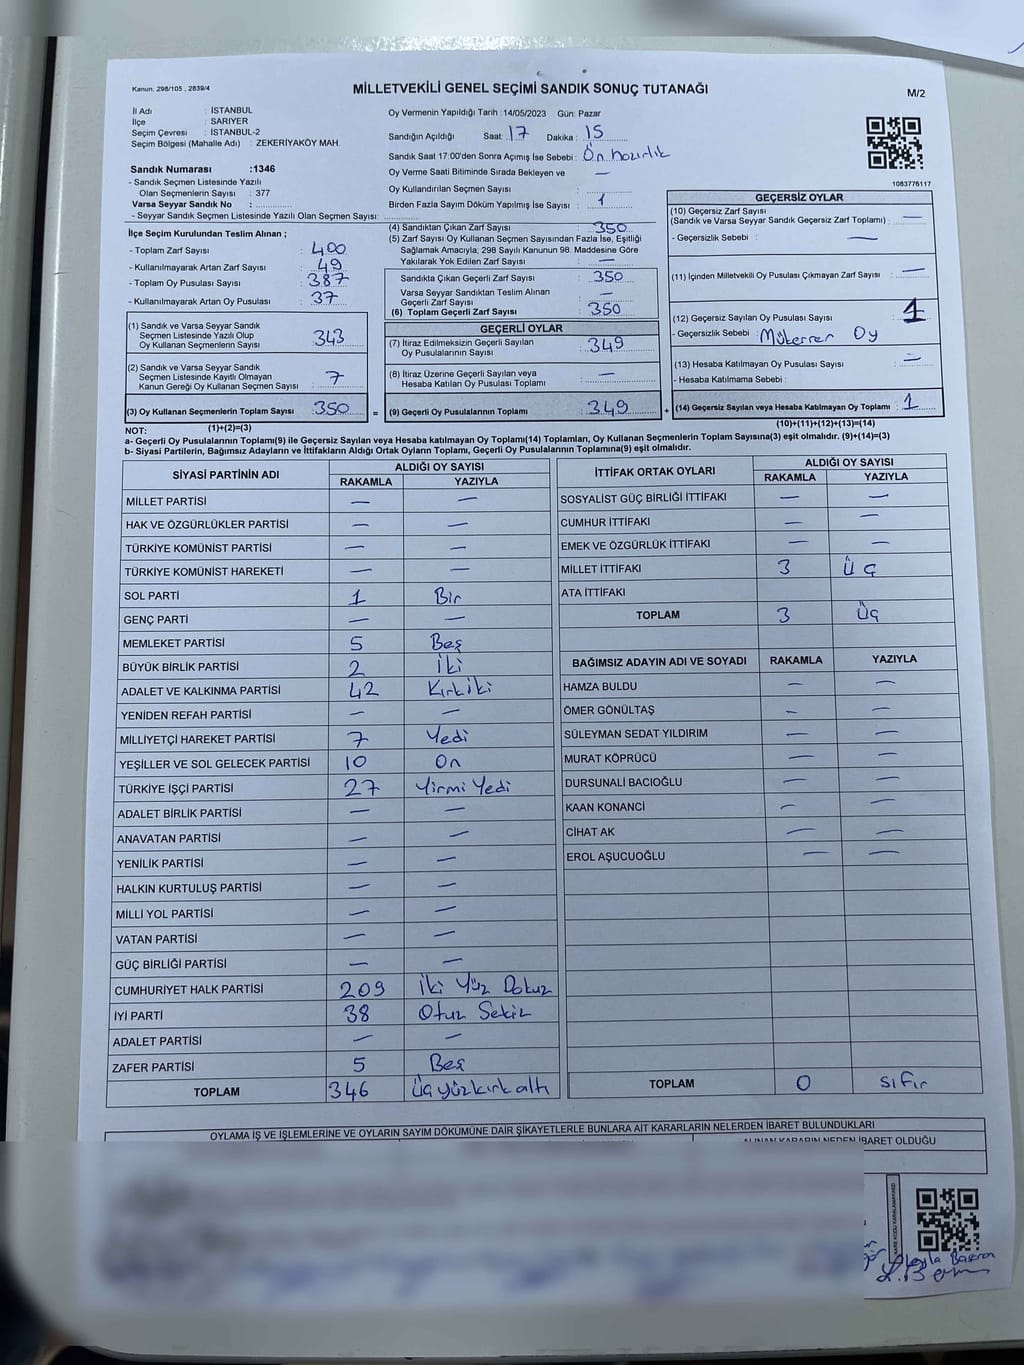 Kanun, 298/105 , 2839/4
MİLLETVEKİLİ GENEL SEÇİMİ SANDIK SONUÇ TUTANAĞI
M/2
İl Adı : İSTANBUL
İlçe : SARIYER
Seçim Çevresi : İSTANBUL-2
Seçim Bölgesi (Mahalle Adı) : ZEKERİYAKÖY MAH.
Sandık Numarası :1346
- Sandık Seçmen Listesinde Yazılı
Olan Seçmenlerin Sayısı : 377
Varsa Seyyar Sandık No :
- Seyyar Sandık Seçmen Listesinde Yazılı Olan Seçmen Sayısı:
Oy Vermenin Yapıldığı Tarih :14/05/2023 Gün: Pazar
Sandığın Açıldığı Saat: 17 Dakika: 15
Sandık Saat 17:00'den Sonra Açımış İse Sebebi: Ön hazırlık
Oy Verme Saati Bitiminde Sırada Bekleyen ve —
Oy Kullandırılan Seçmen Sayısı :
Birden Fazla Sayım Döküm Yapılmış İse Sayısı : 1
1083776117
İlçe Seçim Kurulundan Teslim Alınan ;
- Toplam Zarf Sayısı : 400
- Kullanılmayarak Artan Zarf Sayısı : 49
- Toplam Oy Pusulası Sayısı : 387
- Kullanılmayarak Artan Oy Pusulası : 37
(1) Sandık ve Varsa Seyyar Sandık
Seçmen Listesinde Yazılı Olup
Oy Kullanan Seçmenlerin Sayısı 343
(2) Sandık ve Varsa Seyyar Sandık
Seçmen Listesinde Kayıtlı Olmayan
Kanun Gereği Oy Kullanan Seçmen Sayısı 7
(3) Oy Kullanan Seçmenlerin Toplam Sayısı 350 =
(1)+(2)=(3)
(4) Sandıktan Çıkan Zarf Sayısı : 350
(5) Zarf Sayısı Oy Kullanan Seçmen Sayısından Fazla İse, Eşitliği
Sağlamak Amacıyla, 298 Sayılı Kanunun 98. Maddesine Göre
Yakılarak Yok Edilen Zarf Sayısı : —
Sandıkta Çıkan Geçerli Zarf Sayısı : 350
Varsa Seyyar Sandıktan Teslim Alınan
Geçerli Zarf Sayısı : —
(6) Toplam Geçerli Zarf Sayısı : 350
GEÇERLİ OYLAR
(7) İtiraz Edilmeksizin Geçerli Sayılan
Oy Pusulalarının Sayısı : 349
(8) İtiraz Üzerine Geçerli Sayılan veya
Hesaba Katılan Oy Pusulası Toplamı : —
(9) Geçerli Oy Pusulalarının Toplamı : 349 +
GEÇERSİZ OYLAR
(10) Geçersiz Zarf Sayısı
(Sandık ve Varsa Seyyar Sandık Geçersiz Zarf Toplamı) : —
- Geçersizlik Sebebi : —
(11) İçinden Milletvekili Oy Pusulası Çıkmayan Zarf Sayısı : —
(12) Geçersiz Sayılan Oy Pusulası Sayısı : 1
- Geçersizlik Sebebi : Mükerrer Oy
(13) Hesaba Katılmayan Oy Pusulası Sayısı : —
- Hesaba Katılmama Sebebi :
(14) Geçersiz Sayılan veya Hesaba Katılmayan Oy Toplamı : 1
(10)+(11)+(12)+(13)=(14)
NOT:
a- Geçerli Oy Pusulalarının Toplamı(9) ile Geçersiz Sayılan veya Hesaba katılmayan Oy Toplamı(14) Toplamları, Oy Kullanan Seçmenlerin Toplam Sayısına(3) eşit olmalıdır. (9)+(14)=(3)
b- Siyasi Partilerin, Bağımsız Adayların ve İttifakların Aldığı Ortak Oyların Toplamı, Geçerli Oy Pusulalarının Toplamına(9) eşit olmalıdır.
SİYASİ PARTİNİN ADI ALDIĞI OY SAYISI
RAKAMLA YAZIYLA
MİLLET PARTİSİ — —
HAK VE ÖZGÜRLÜKLER PARTİSİ — —
TÜRKİYE KOMÜNİST PARTİSİ — —
TÜRKİYE KOMÜNİST HAREKETİ — —
SOL PARTİ 1 Bir
GENÇ PARTİ — —
MEMLEKET PARTİSİ 5 Beş
BÜYÜK BİRLİK PARTİSİ 2 İki
ADALET VE KALKINMA PARTİSİ 42 Kırkiki
YENİDEN REFAH PARTİSİ — —
MİLLİYETÇİ HAREKET PARTİSİ 7 Yedi
YEŞİLLER VE SOL GELECEK PARTİSİ 10 On
TÜRKİYE İŞÇİ PARTİSİ 27 Yirmi Yedi
ADALET BİRLİK PARTİSİ — —
ANAVATAN PARTİSİ — —
YENİLİK PARTİSİ — —
HALKIN KURTULUŞ PARTİSİ — —
MİLLİ YOL PARTİSİ — —
VATAN PARTİSİ — —
GÜÇ BİRLİĞİ PARTİSİ — —
CUMHURİYET HALK PARTİSİ 209 İki Yüz Dokuz
İYİ PARTİ 38 Otuz Sekiz
ADALET PARTİSİ — —
ZAFER PARTİSİ 5 Beş
TOPLAM 346 Üçyüzkırkaltı
İTTİFAK ORTAK OYLARI ALDIĞI OY SAYISI
RAKAMLA YAZIYLA
SOSYALİST GÜÇ BİRLİĞİ İTTİFAKI — —
CUMHUR İTTİFAKI — —
EMEK VE ÖZGÜRLÜK İTTİFAKI — —
MİLLET İTTİFAKI 3 Üç
ATA İTTİFAKI
TOPLAM 3 Üç
BAĞIMSIZ ADAYIN ADI VE SOYADI RAKAMLA YAZIYLA
HAMZA BULDU — —
ÖMER GÖNÜLTAŞ — —
SÜLEYMAN SEDAT YILDIRIM — —
MURAT KÖPRÜCÜ — —
DURSUNALİ BACIOĞLU — —
KAAN KONANCİ — —
CİHAT AK — —
EROL AŞUCUOĞLU — —
TOPLAM 0 Sıfır
OYLAMA İŞ VE İŞLEMLERİNE VE OYLARIN SAYIM DÖKÜMÜNE DAİR ŞİKAYETLERLE BUNLARA AİT KARARLARIN NELERDEN İBARET BULUNDUKLARI
ALINAN KARARIN NEDEN İBARET OLDUĞU